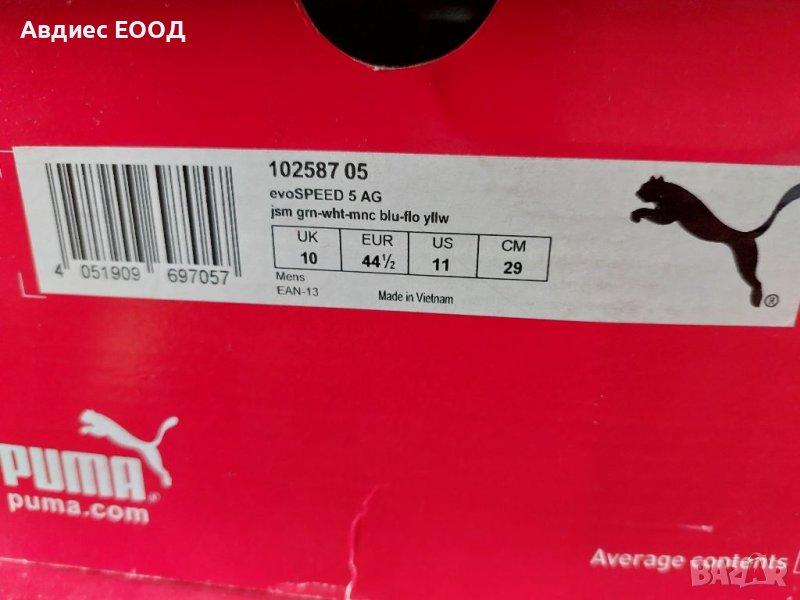 Авдиес ЕООД
102587 05
evoSPEED 5 AG
jsm grn-wht-mnc blu-flo yllw
UK EUR US CM
10 44½ 11 29
4 051909 697057
Mens
EAN-13
Made in Vietnam
PUMA
puma.com
Average contents
BAZAR